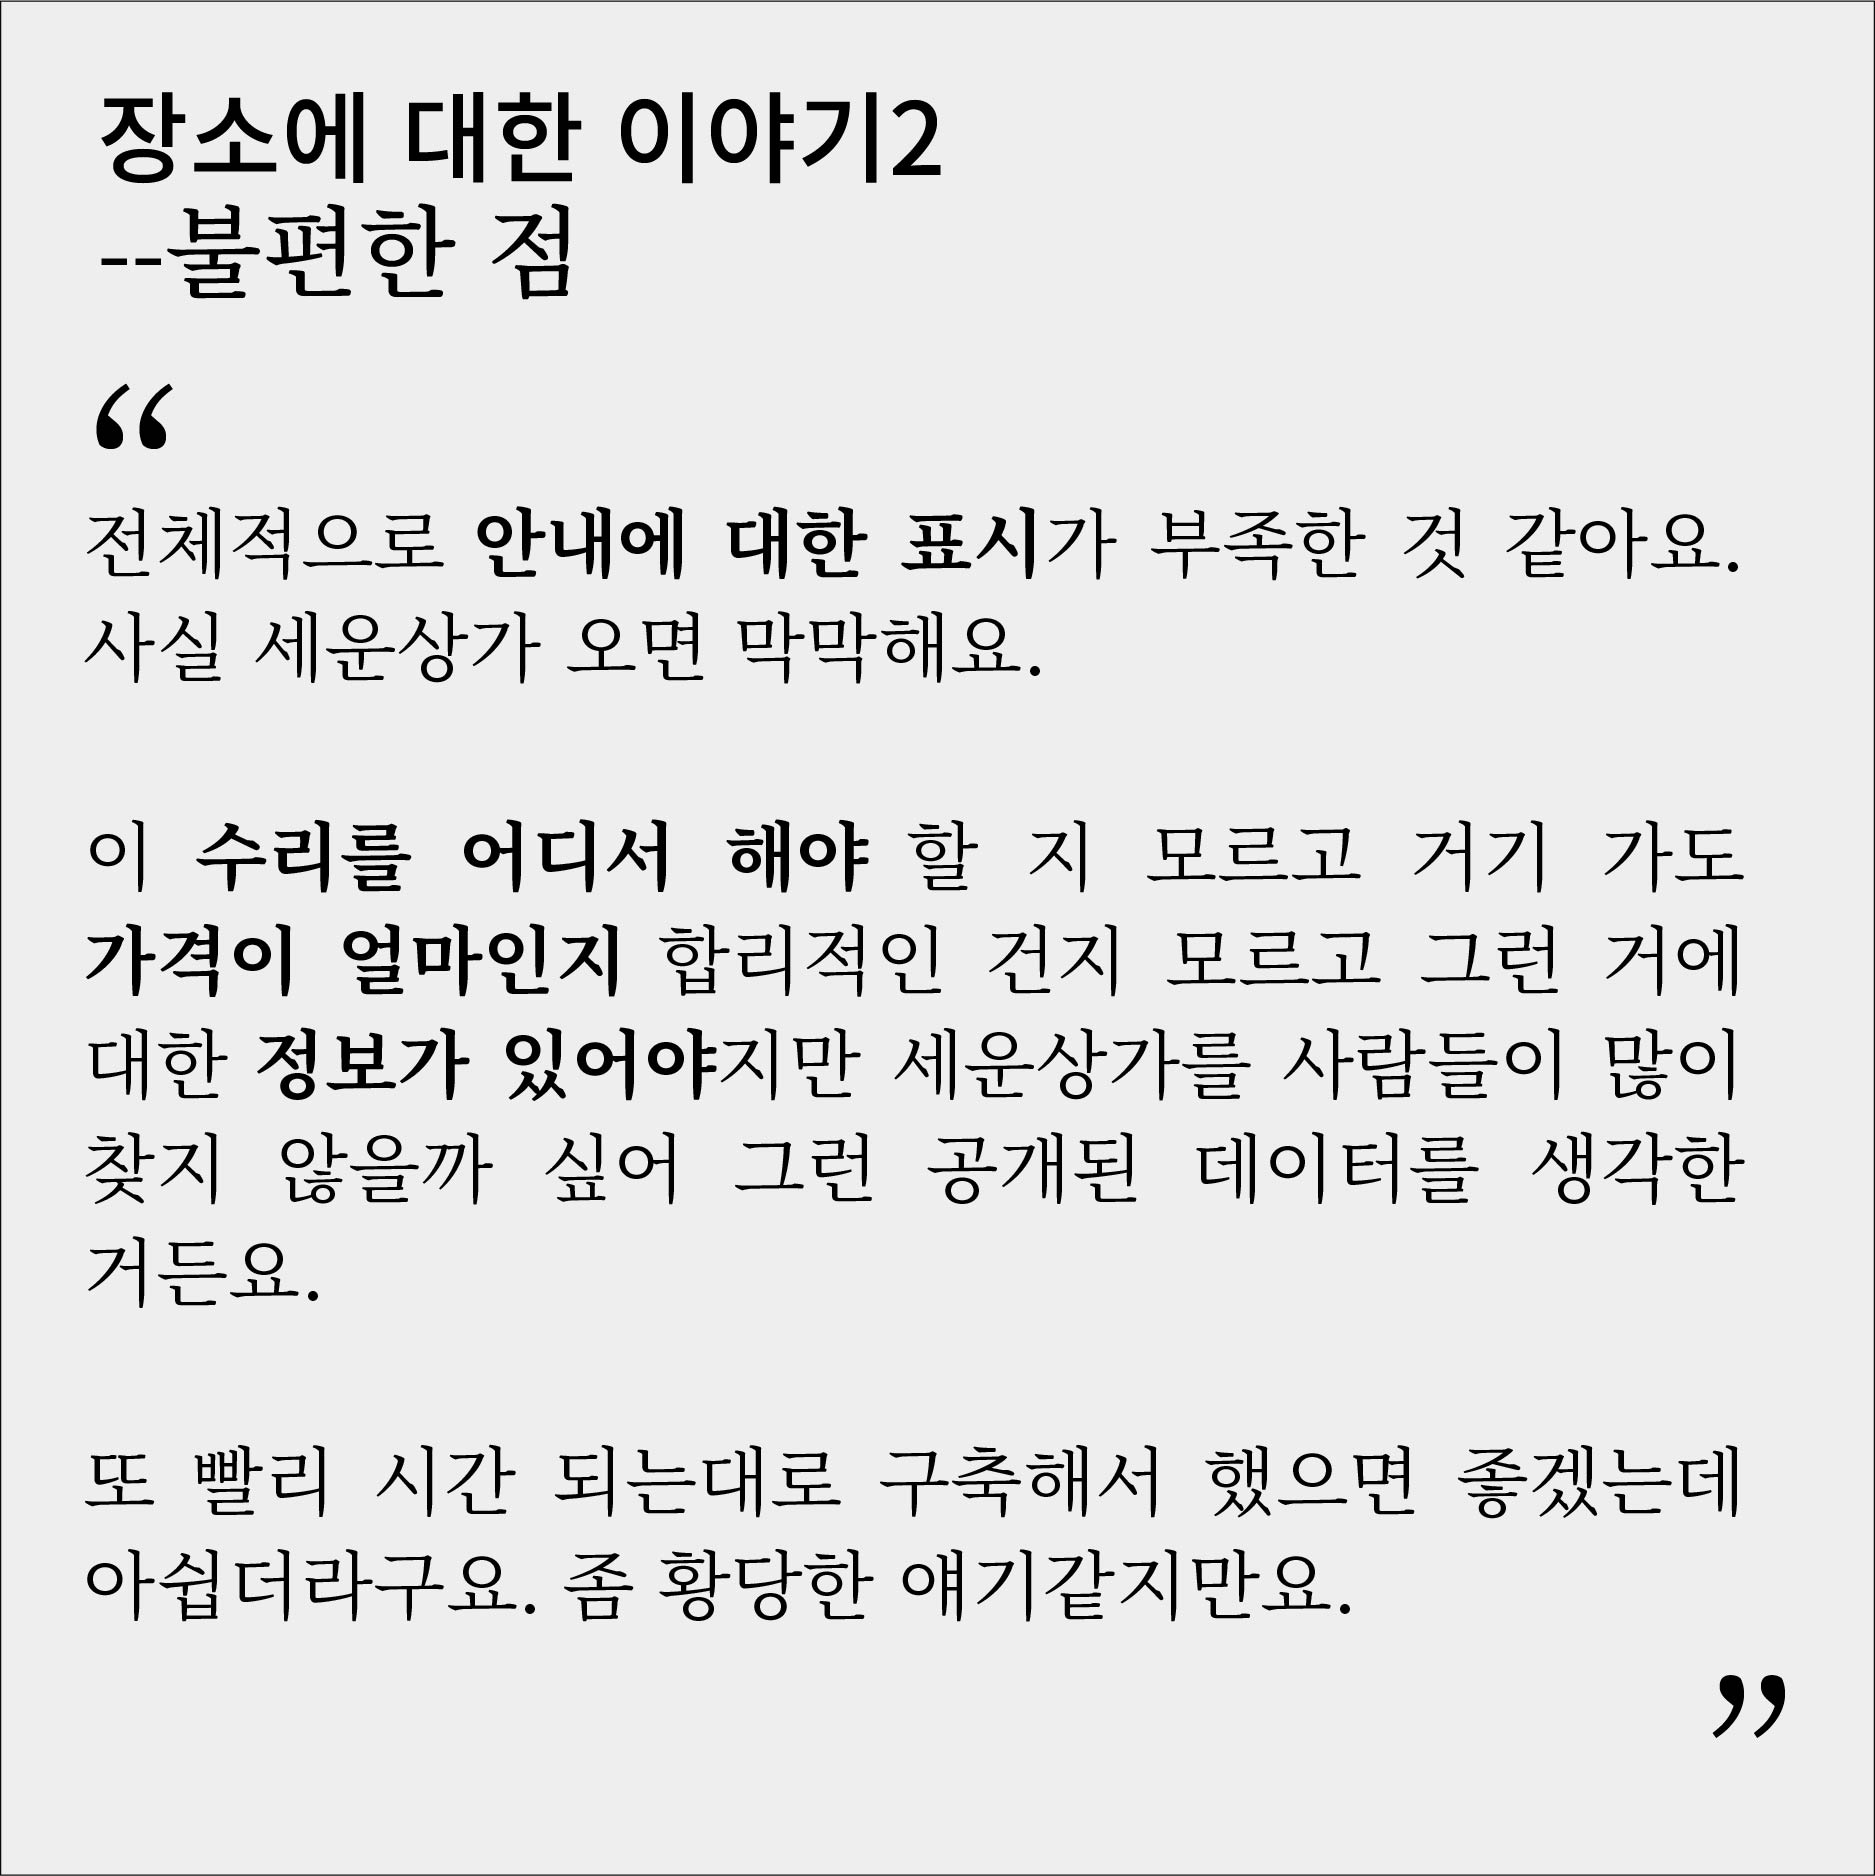 장소에 대한 이야기2
--불편한 점
“
전체적으로 안내에 대한 표시가 부족한 것 같아요.
사실 세운상가 오면 막막해요.
이 수리를 어디서 해야 할 지 모르고 거기 가도
가격이 얼마인지 합리적인 건지 모르고 그런 거에
대한 정보가 있어야지만 세운상가를 사람들이 많이
찾지 않을까 싶어 그런 공개된 데이터를 생각한
거든요.
또 빨리 시간 되는대로 구축해서 했으면 좋겠는데
아쉽더라구요. 좀 황당한 얘기같지만요.
”